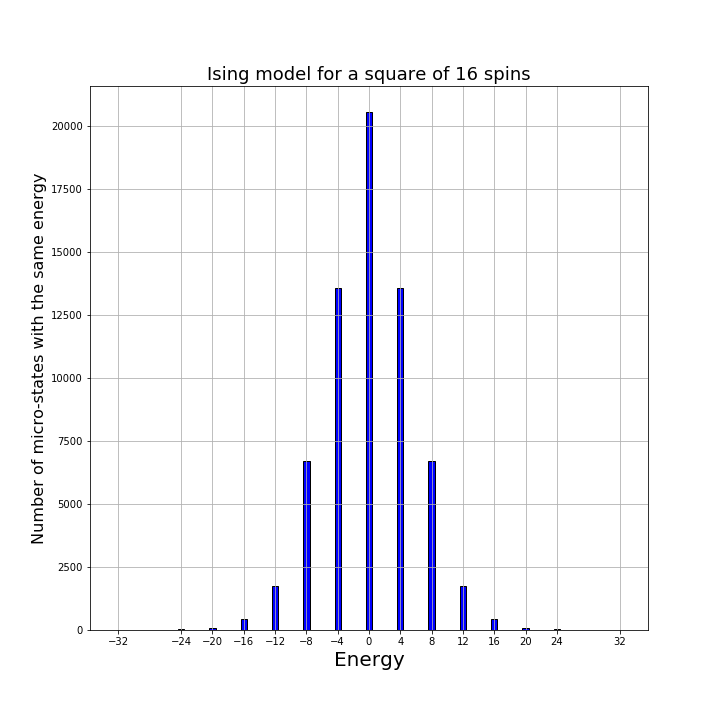 Ising model for a square of 16 spins
Number of micro-states with the same energy
20000
17500
15000
12500
10000
7500
5000
2500
0
−32 −24 −20 −16 −12 −8 −4 0 4 8 12 16 20 24 32
Energy